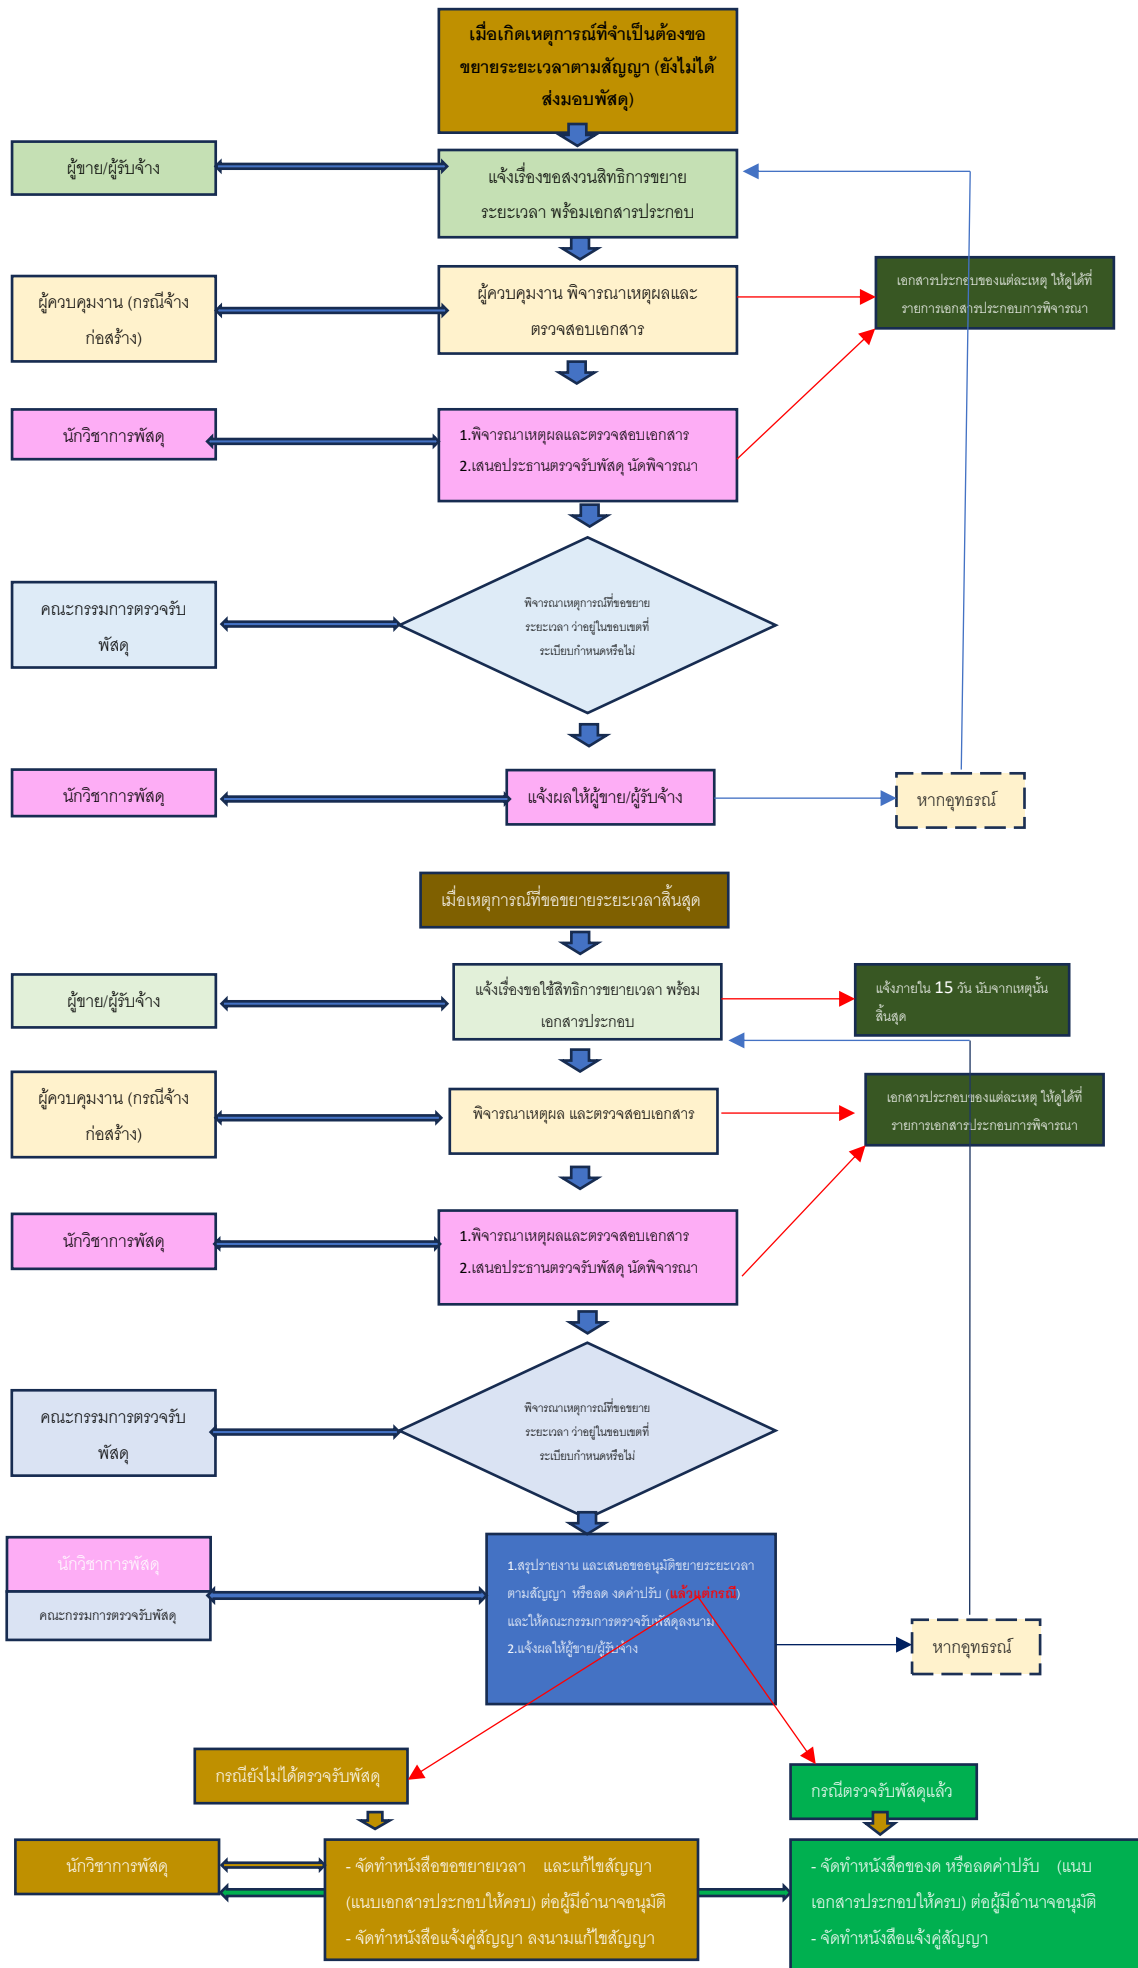 เมื่อเกิดเหตุการณ์ที่จำเป็นต้องขอ
ขยายระยะเวลาตามสัญญา (ยังไม่ได้
ส่งมอบพัสดุ)
ผู้ขาย/ผู้รับจ้าง
แจ้งเรื่องขอสงวนสิทธิการขยาย
ระยะเวลา พร้อมเอกสารประกอบ
ผู้ควบคุมงาน (กรณีจ้าง
ก่อสร้าง)
ผู้ควบคุมงาน พิจารณาเหตุผลและ
ตรวจสอบเอกสาร
เอกสารประกอบของแต่ละเหตุ ให้ดูได้ที่
รายการเอกสารประกอบการพิจารณา
นักวิชาการพัสดุ
1.พิจารณาเหตุผลและตรวจสอบเอกสาร
2.เสนอประธานตรวจรับพัสดุ นัดพิจารณา
คณะกรรมการตรวจรับ
พัสดุ
พิจารณาเหตุการณ์ที่ขอขยาย
ระยะเวลา ว่าอยู่ในขอบเขตที่
ระเบียบกำหนดหรือไม่
นักวิชาการพัสดุ
แจ้งผลให้ผู้ขาย/ผู้รับจ้าง
หากอุทธรณ์
เมื่อเหตุการณ์ที่ขอขยายระยะเวลาสิ้นสุด
ผู้ขาย/ผู้รับจ้าง
แจ้งเรื่องขอใช้สิทธิการขยายเวลา พร้อม
เอกสารประกอบ
แจ้งภายใน 15 วัน นับจากเหตุนั้น
สิ้นสุด
ผู้ควบคุมงาน (กรณีจ้าง
ก่อสร้าง)
พิจารณาเหตุผล และตรวจสอบเอกสาร
เอกสารประกอบของแต่ละเหตุ ให้ดูได้ที่
รายการเอกสารประกอบการพิจารณา
นักวิชาการพัสดุ
1.พิจารณาเหตุผลและตรวจสอบเอกสาร
2.เสนอประธานตรวจรับพัสดุ นัดพิจารณา
คณะกรรมการตรวจรับ
พัสดุ
พิจารณาเหตุการณ์ที่ขอขยาย
ระยะเวลา ว่าอยู่ในขอบเขตที่
ระเบียบกำหนดหรือไม่
นักวิชาการพัสดุ
คณะกรรมการตรวจรับพัสดุ
1.สรุปรายงาน และเสนอขออนุมัติขยายระยะเวลา
ตามสัญญา หรือลด งดค่าปรับ (แล้วแต่กรณี)
และให้คณะกรรมการตรวจรับพัสดุลงนาม
2.แจ้งผลให้ผู้ขาย/ผู้รับจ้าง
หากอุทธรณ์
กรณียังไม่ได้ตรวจรับพัสดุ
กรณีตรวจรับพัสดุแล้ว
นักวิชาการพัสดุ
- จัดทำหนังสือขอขยายเวลา และแก้ไขสัญญา
(แนบเอกสารประกอบให้ครบ) ต่อผู้มีอำนาจอนุมัติ
- จัดทำหนังสือแจ้งคู่สัญญา ลงนามแก้ไขสัญญา
- จัดทำหนังสือของด หรือลดค่าปรับ (แนบ
เอกสารประกอบให้ครบ) ต่อผู้มีอำนาจอนุมัติ
- จัดทำหนังสือแจ้งคู่สัญญา